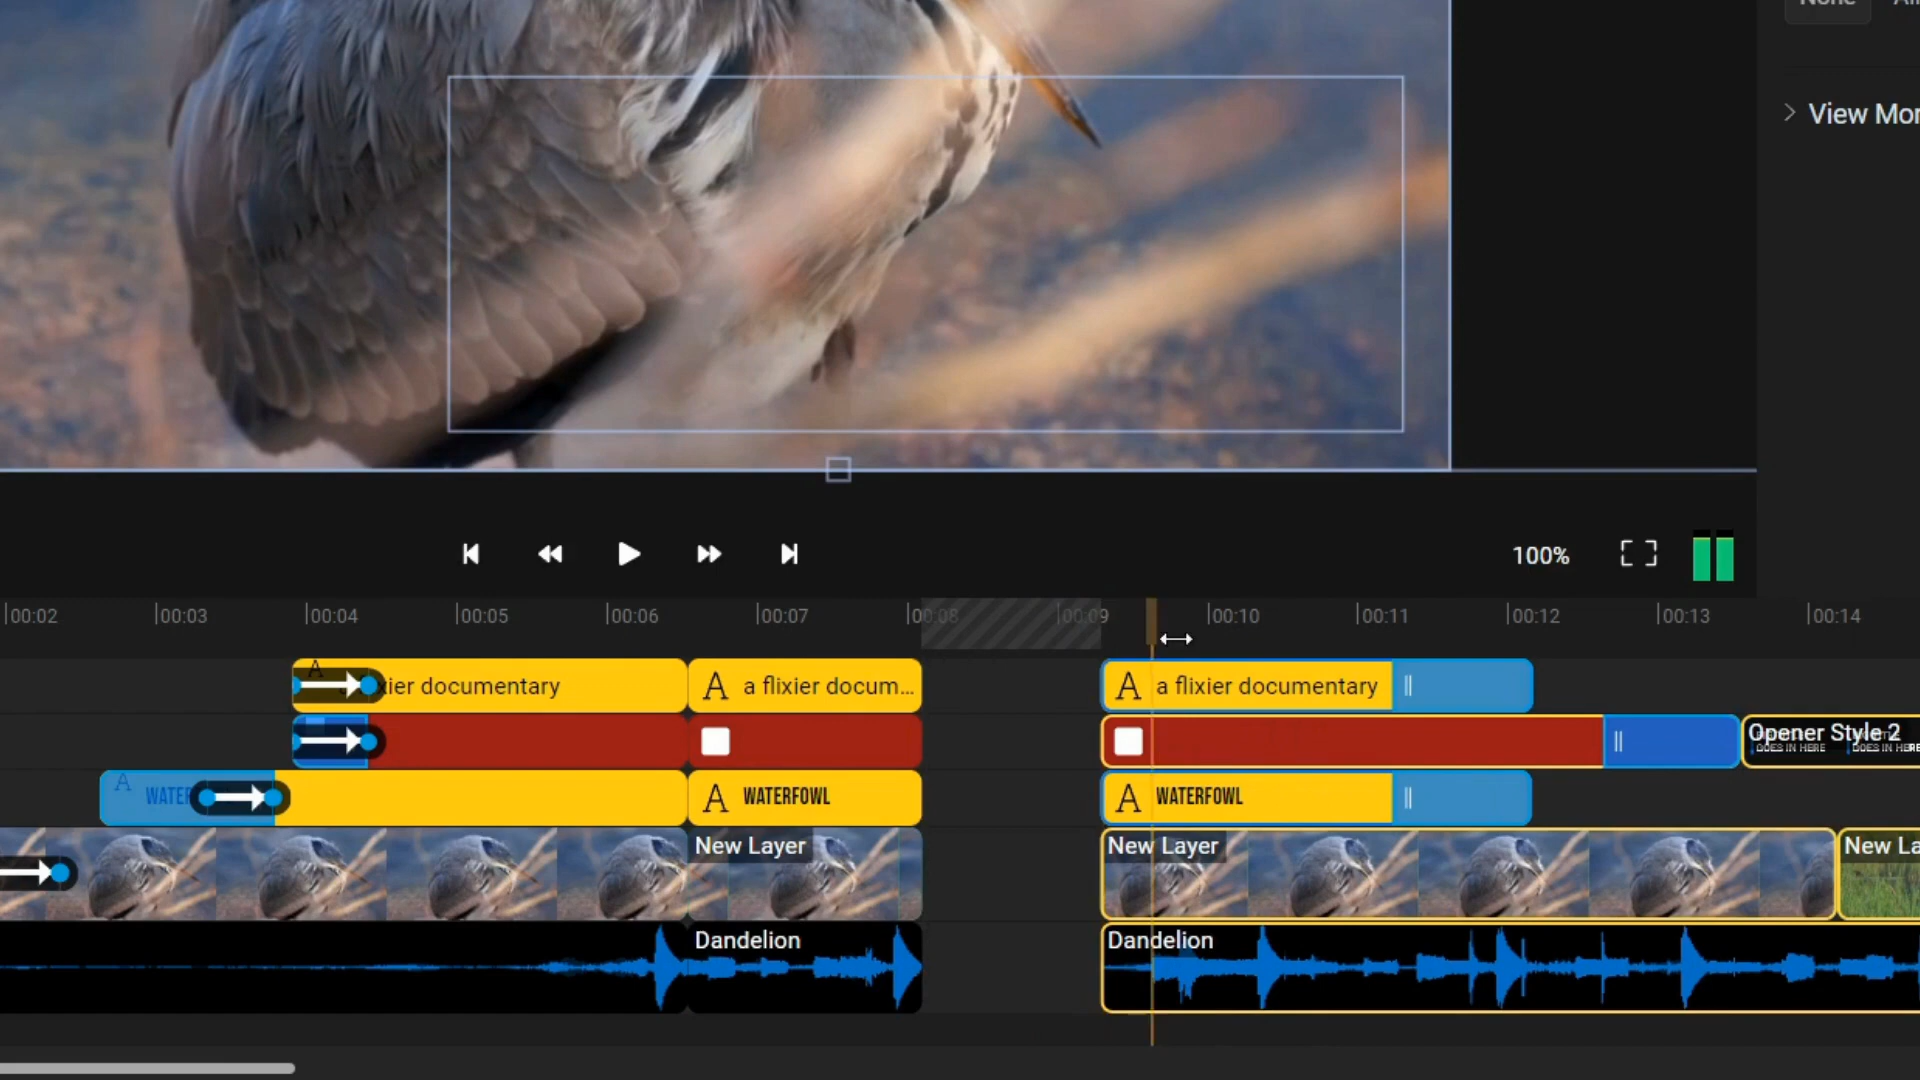 None
View Mor
100%
00:02 00:03 00:04 00:05 00:06 00:07 00:08 00:09 00:10 00:11 00:12 00:13 00:14
A xier documentary
A a flixier docum...
A a flixier documentary
Opener Style 2
GOES IN HERE
GOES IN HERE
A WATERF
A WATERFOWL
A WATERFOWL
New Layer
New Layer
New La
Dandelion
Dandelion